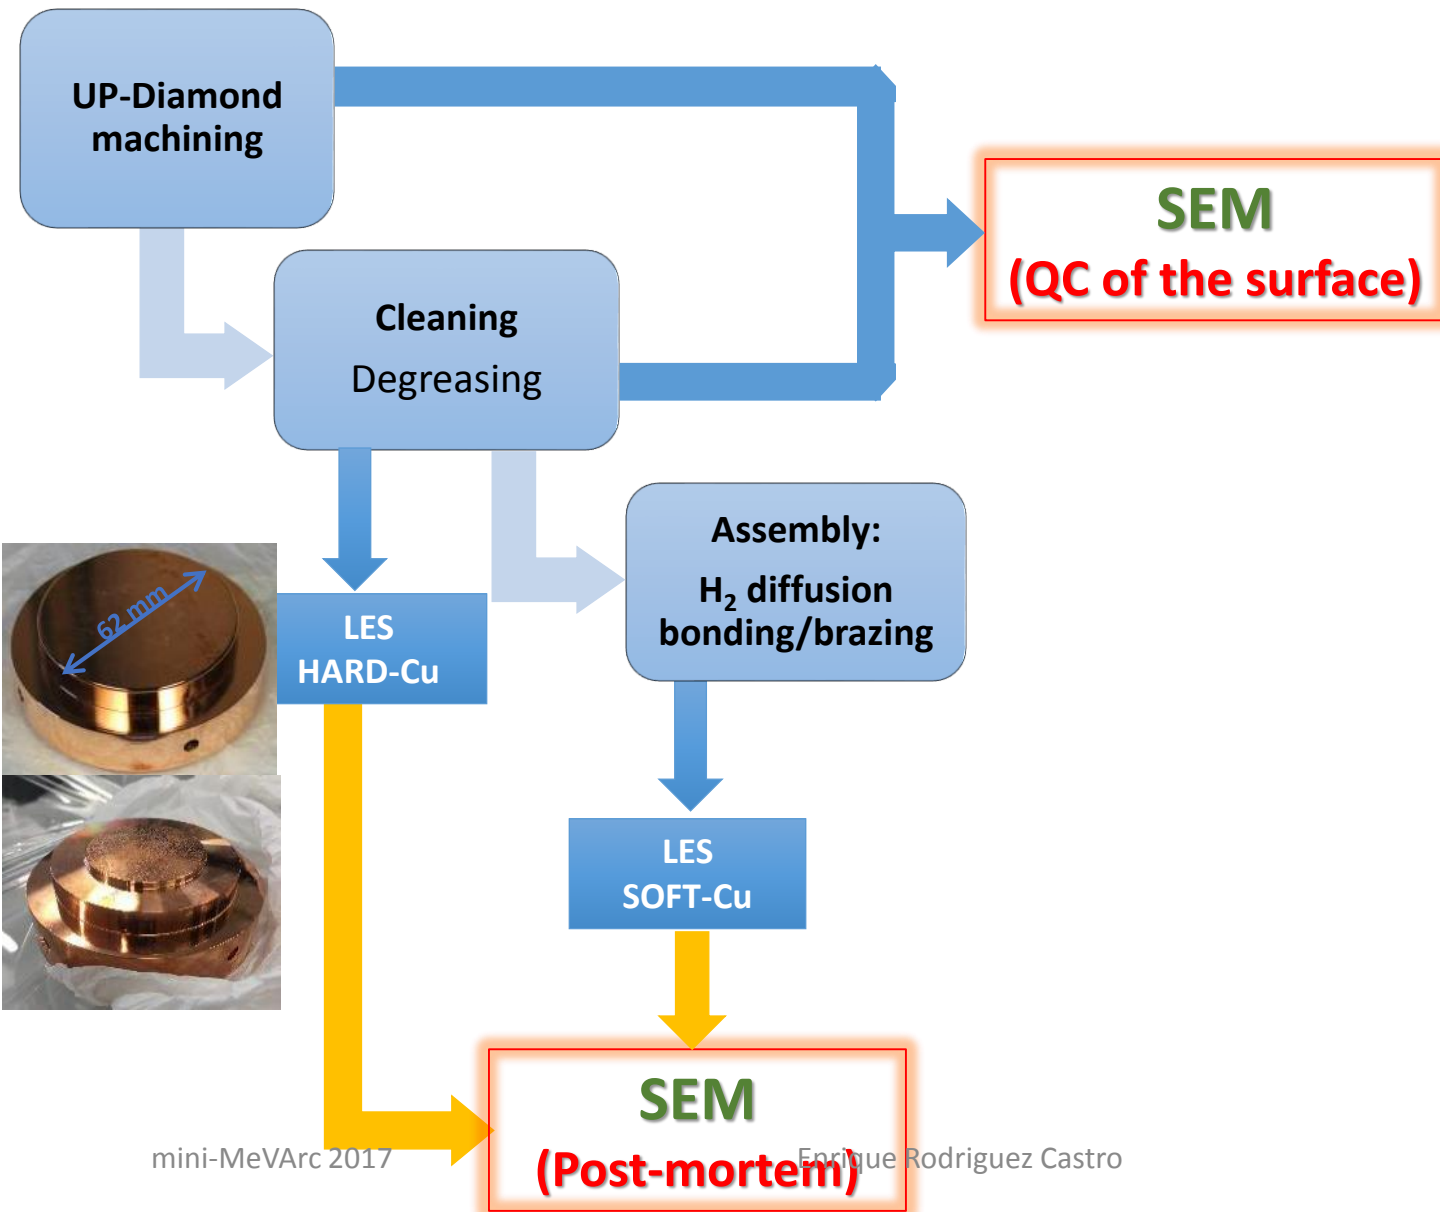 UP-Diamond
machining
SEM
(QC of the surface)
Cleaning
Degreasing
Assembly:
H₂ diffusion
bonding/brazing
62 mm
LES
HARD-Cu
LES
SOFT-Cu
SEM
(Post-mortem)
mini-MeVArc 2017
Enrique Rodriguez Castro